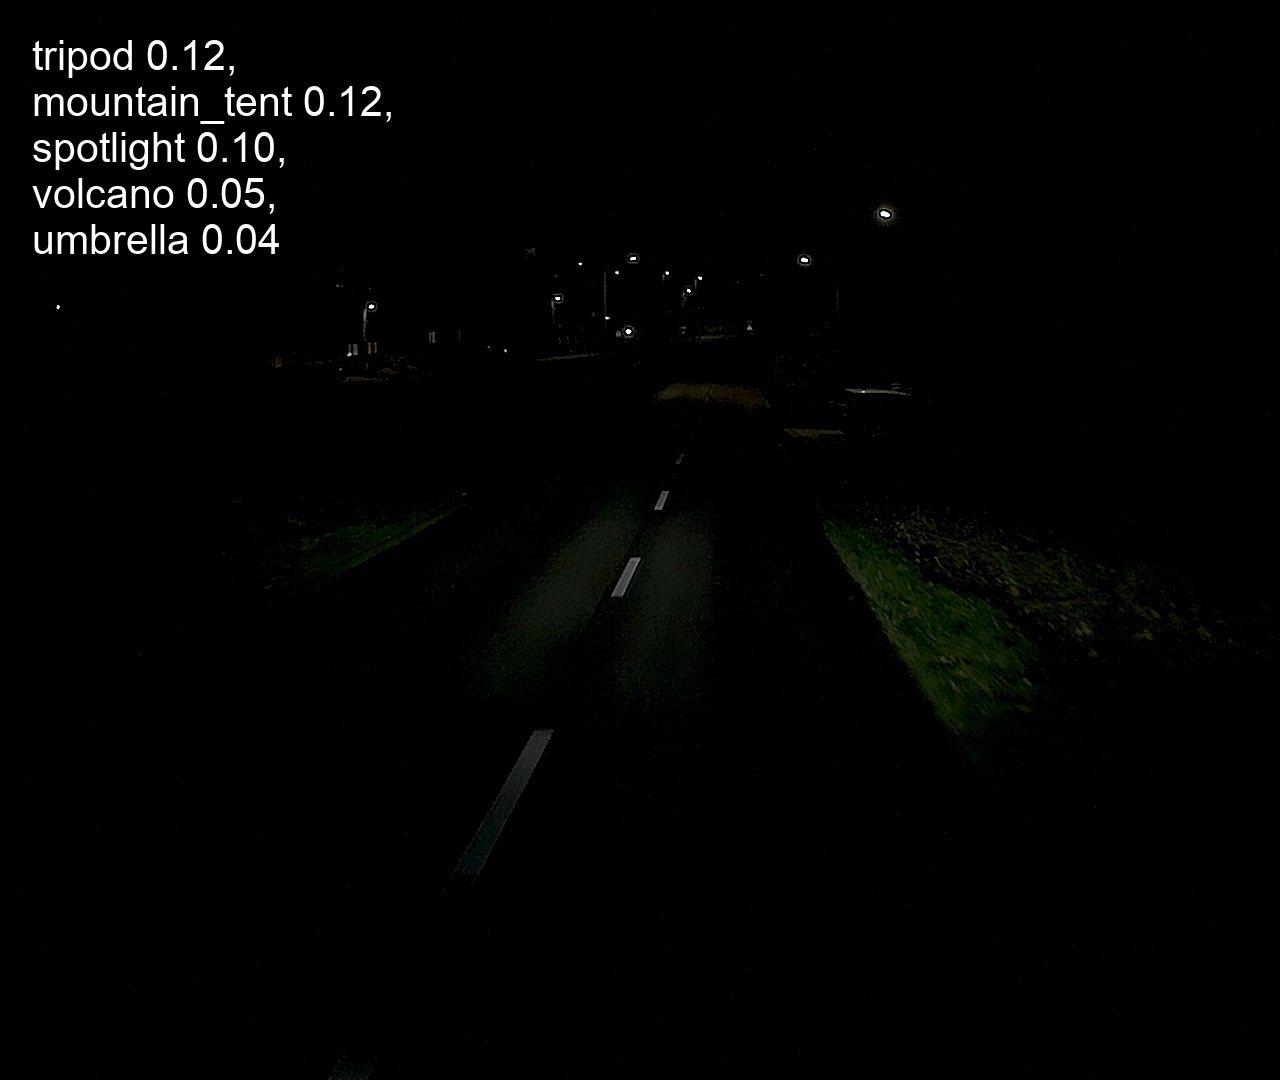 tripod 0.12,
mountain_tent 0.12,
spotlight 0.10,
volcano 0.05,
umbrella 0.04